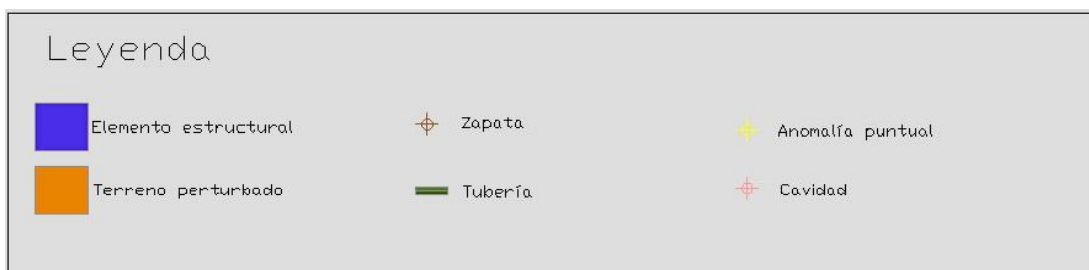 Leyenda
Elemento estructural
Zapata
Anomalía puntual
Terreno perturbado
Tubería
Cavidad